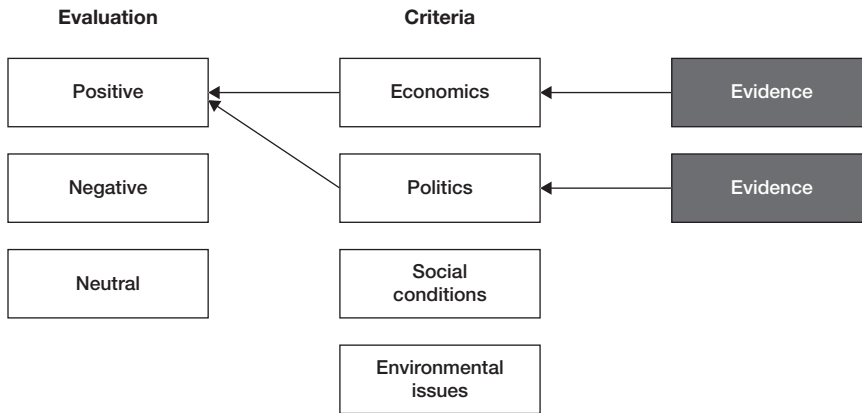 Evaluation
Criteria
Positive
Economics
Evidence
Negative
Politics
Evidence
Neutral
Social
conditions
Environmental
issues